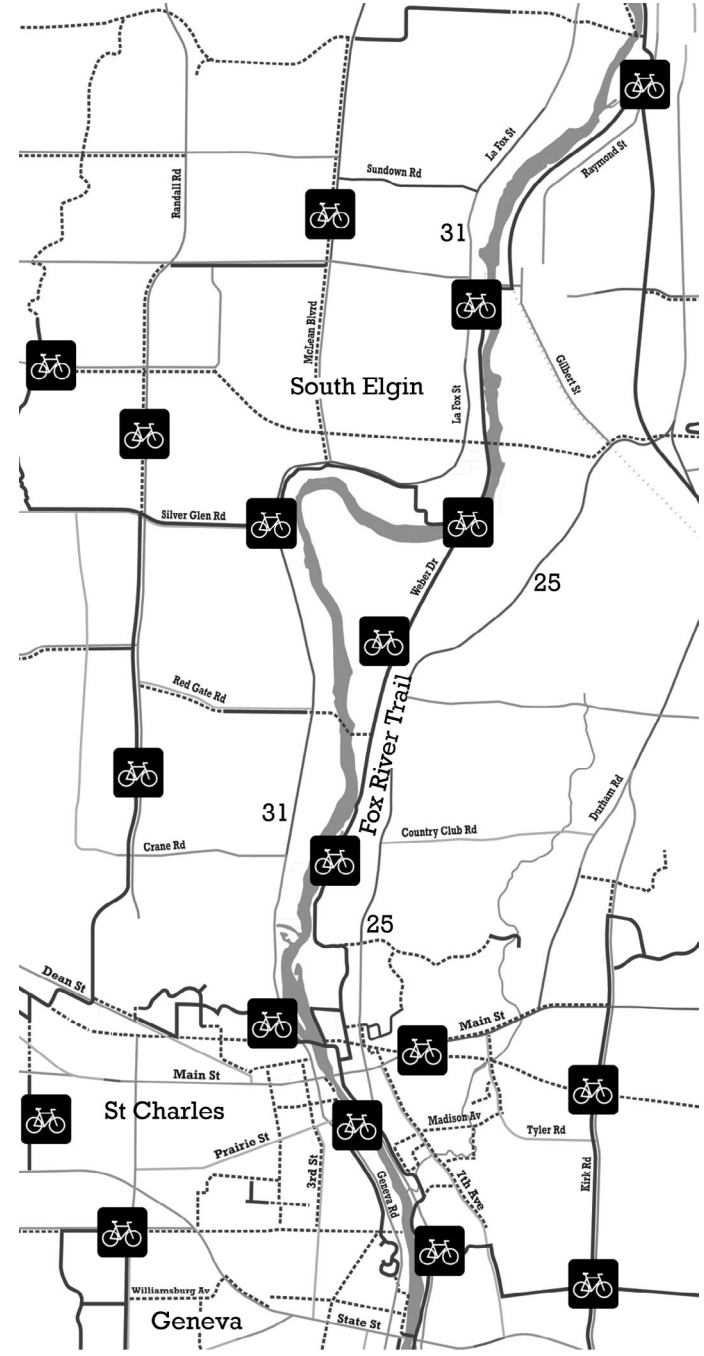 La Fox St
Raymond St
Sundown Rd
Randall Rd
31
McLean Blvrd
Gilbert St
South Elgin
La Fox St
Silver Glen Rd
Weber Dr
25
Red Gate Rd
Fox River Trail
Durham Rd
31
Country Club Rd
Crane Rd
25
Dean St
Main St
Main St
St Charles
Madison Av
Tyler Rd
Prairie St
3rd St
Geneva Rd
7th Ave
Kirk Rd
Williamsburg Av
Geneva
State St